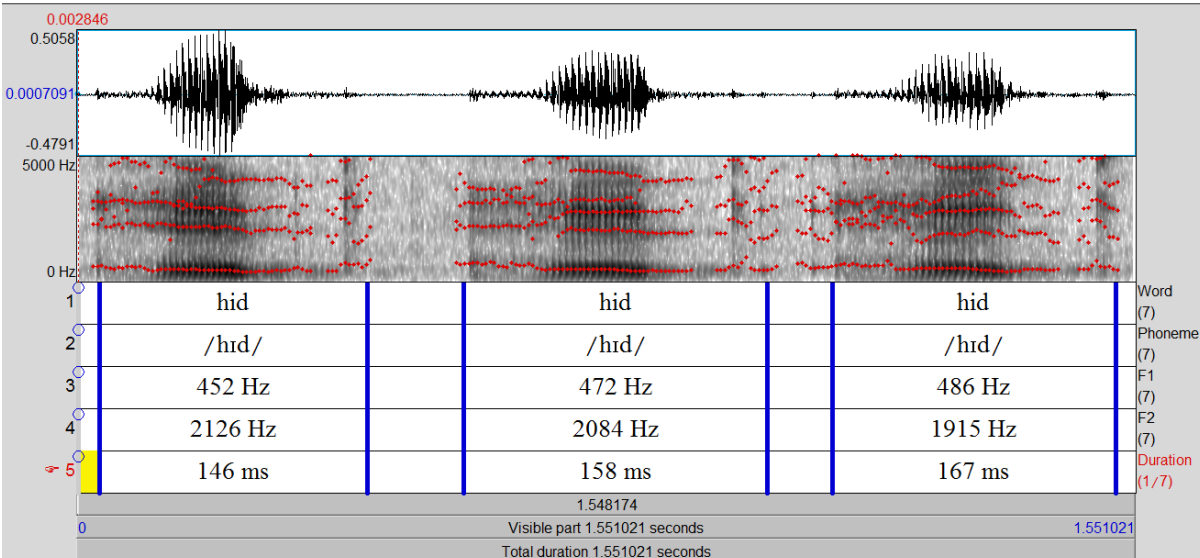 0.002846
0.5058
0.0007091
-0.4791
5000 Hz
0 Hz
1 hid hid hid Word (7)
2 /hɪd/ /hɪd/ /hɪd/ Phoneme (7)
3 452 Hz 472 Hz 486 Hz F1 (7)
4 2126 Hz 2084 Hz 1915 Hz F2 (7)
☞ 5 146 ms 158 ms 167 ms Duration (1/7)
1.548174
0 Visible part 1.551021 seconds 1.551021
Total duration 1.551021 seconds